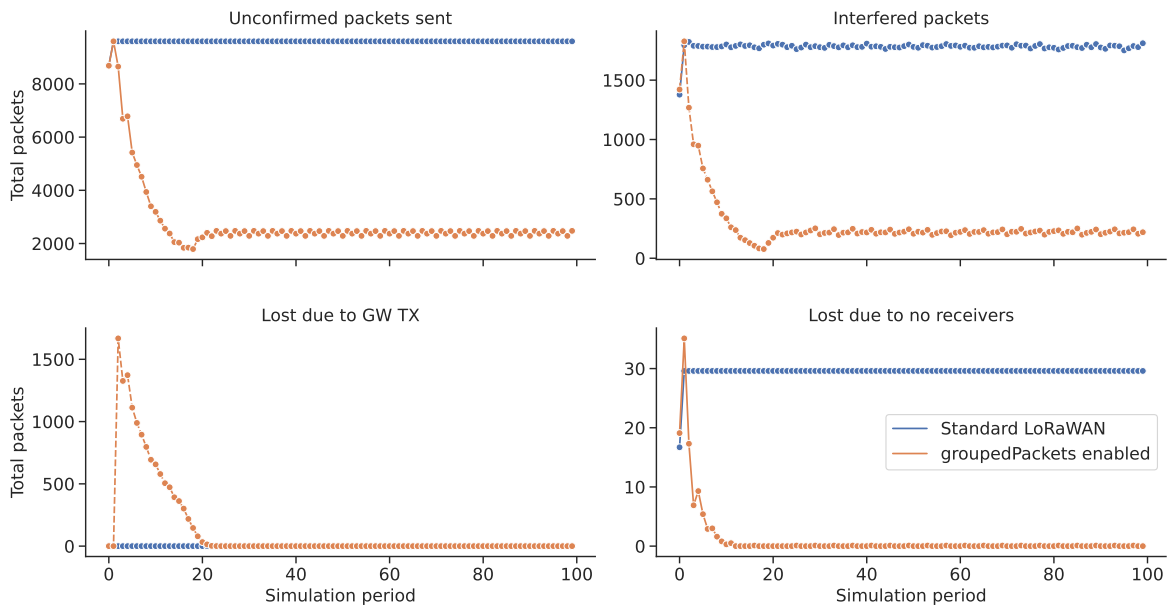 Unconfirmed packets sent
Interfered packets
Total packets
8000
6000
4000
2000
1500
1000
500
0
Lost due to GW TX
Lost due to no receivers
Total packets
1500
1000
500
0
30
20
10
0
Standard LoRaWAN
groupedPackets enabled
0 20 40 60 80 100
0 20 40 60 80 100
Simulation period
Simulation period